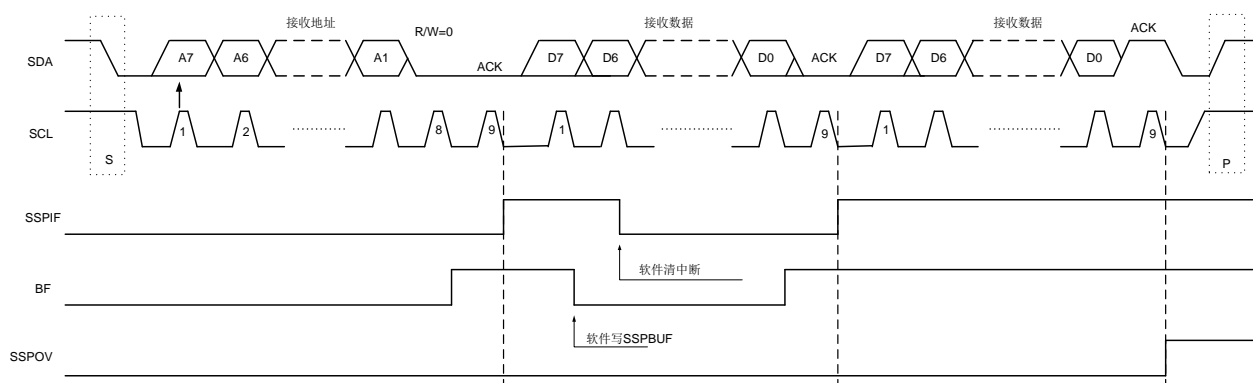 接收地址 R/W=0 接收数据 接收数据 ACK
SDA A7 A6 A1 ACK D7 D6 D0 ACK D7 D6 D0
SCL 1 2 8 9 1 9 1 9
S P
SSPIF
软件清中断
BF
软件写SSPBUF
SSPOV